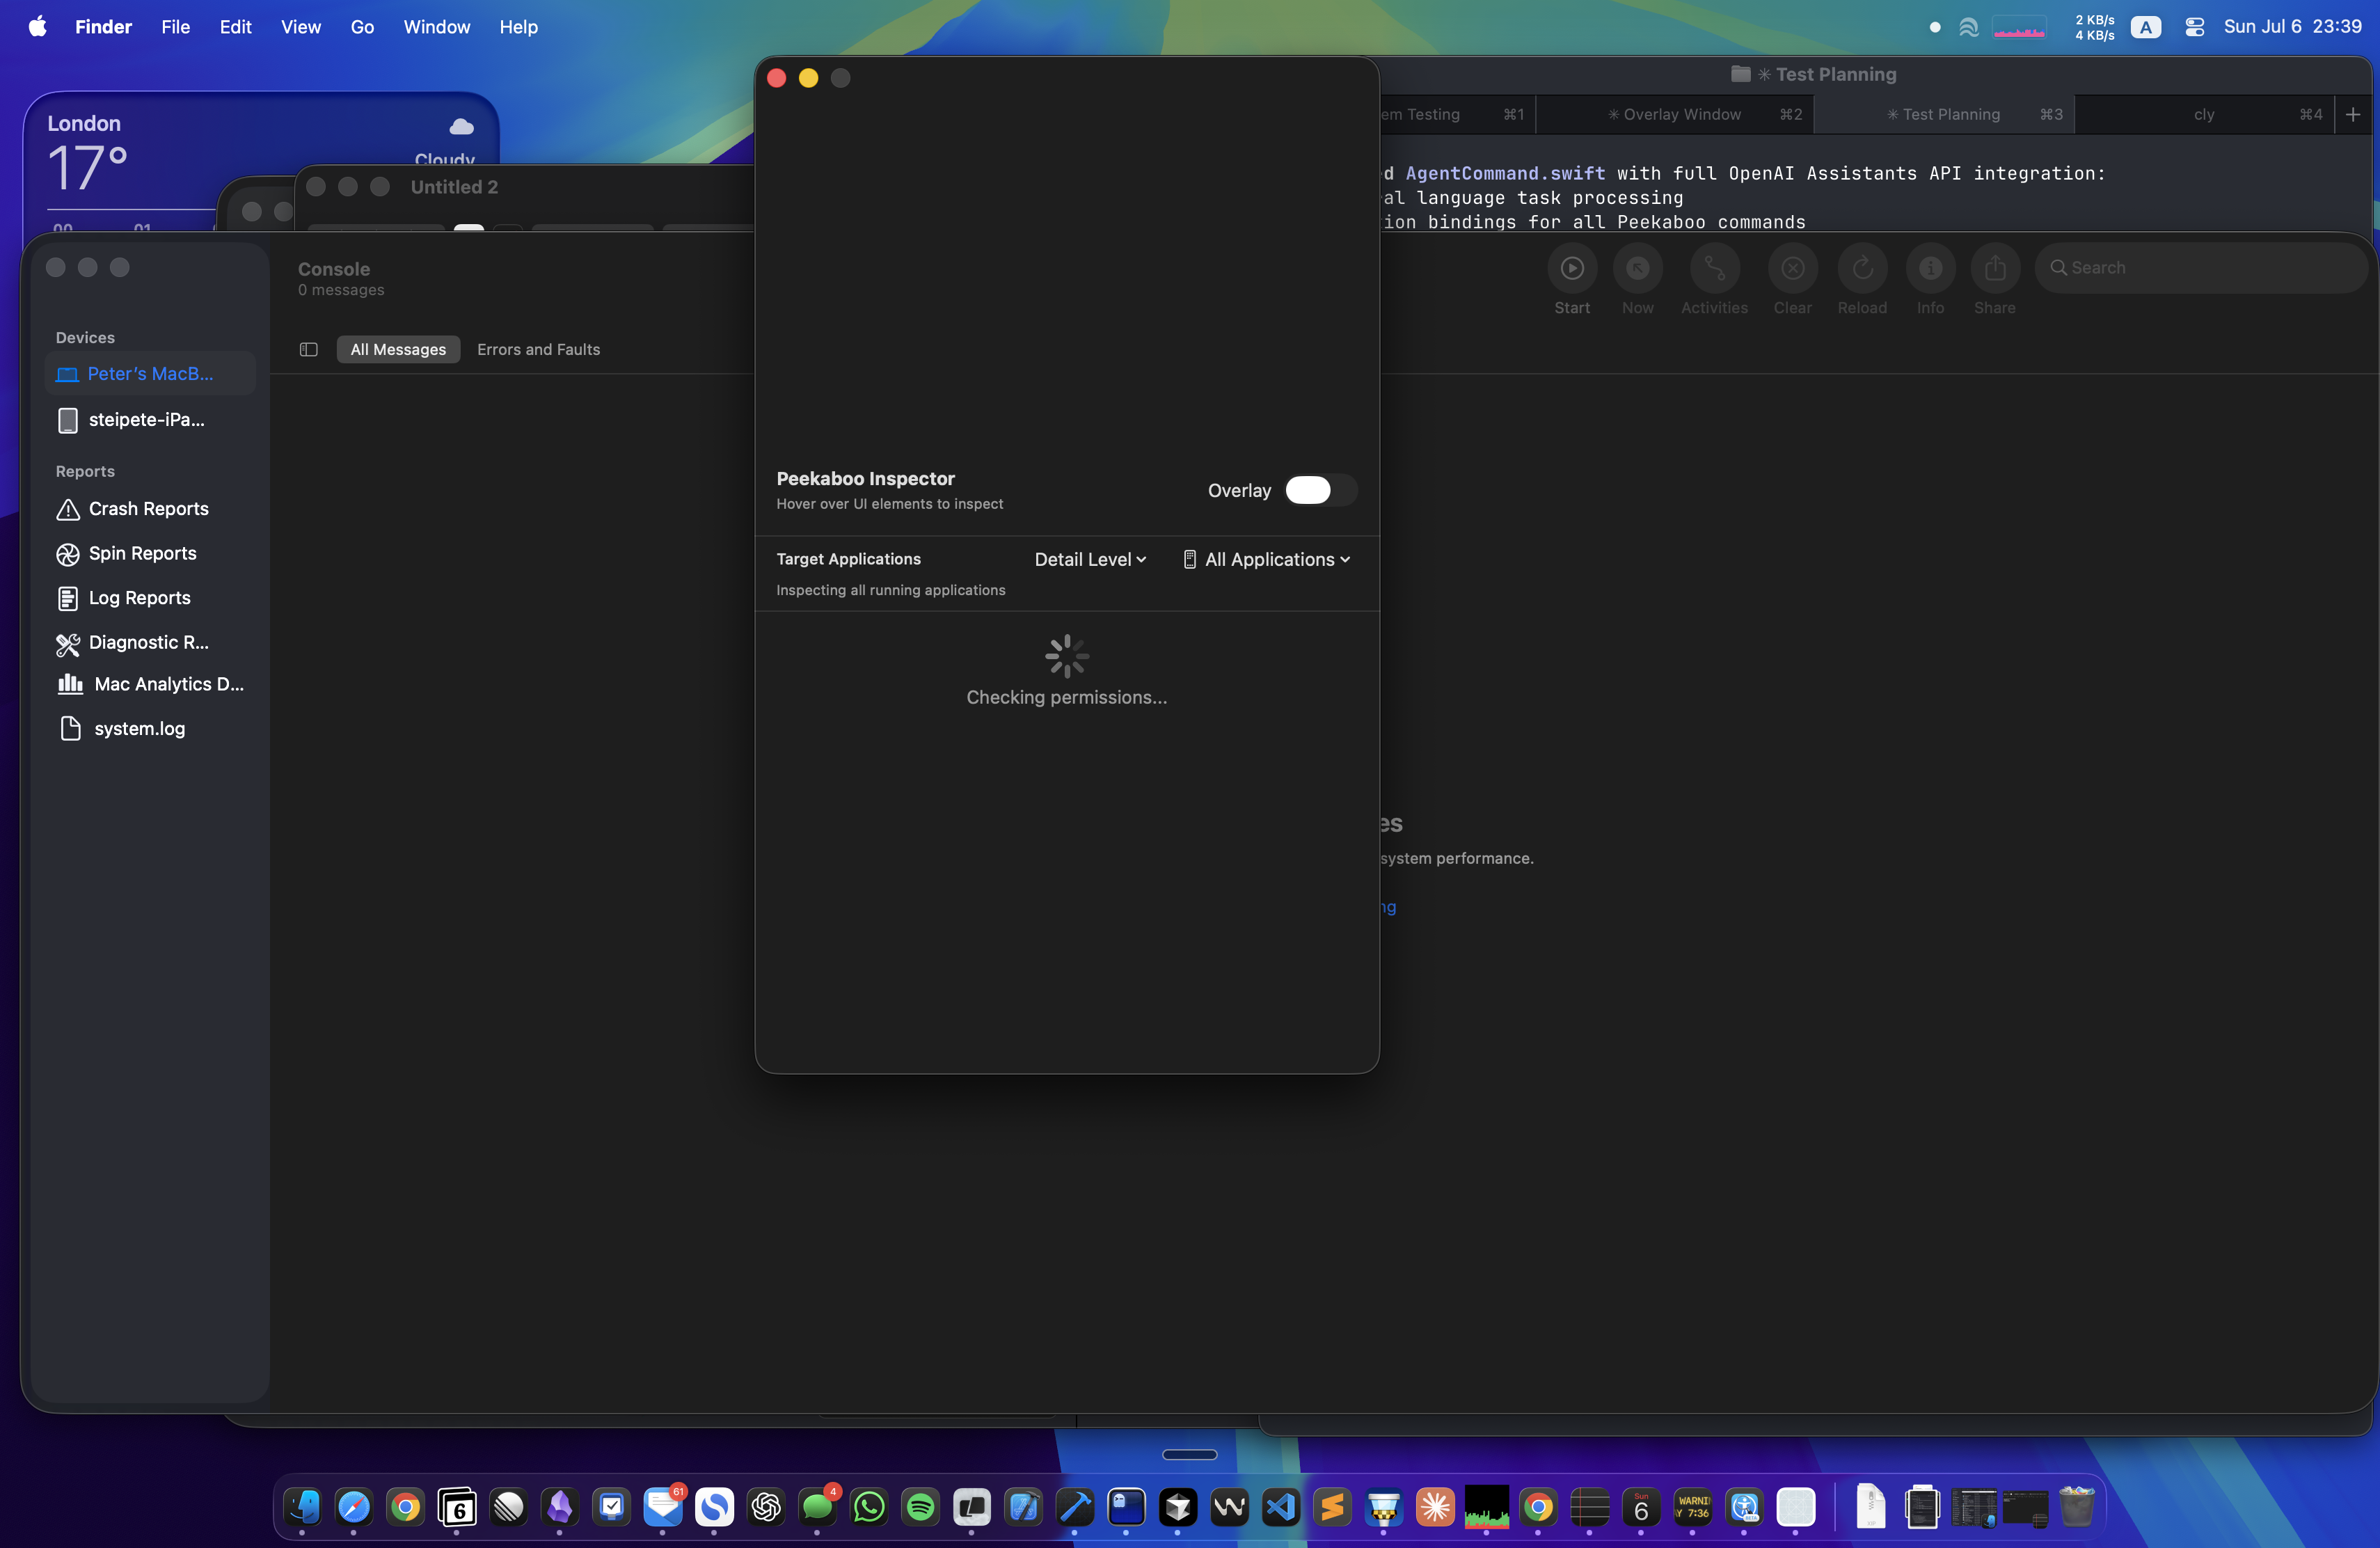 Finder File Edit View Go Window Help
2 KB/s
4 KB/s
A
Sun Jul 6 23:39
London
17°
Cloudy
Untitled 2
✳ Test Planning
em Testing ⌘1
✳ Overlay Window ⌘2
✳ Test Planning ⌘3
cly ⌘4
AgentCommand.swift with full OpenAI Assistants API integration:
al language task processing
ion bindings for all Peekaboo commands
Console
0 messages
Start
Now
Activities
Clear
Reload
Info
Share
Search
All Messages
Errors and Faults
Devices
Peter's MacB...
steipete-iPa...
Reports
Crash Reports
Spin Reports
Log Reports
Diagnostic R...
Mac Analytics D...
system.log
Peekaboo Inspector
Hover over UI elements to inspect
Overlay
Target Applications
Detail Level
All Applications
Inspecting all running applications
Checking permissions...
es
system performance.
ng
6
61
4
Sun
6
WARNI
Y 7:36